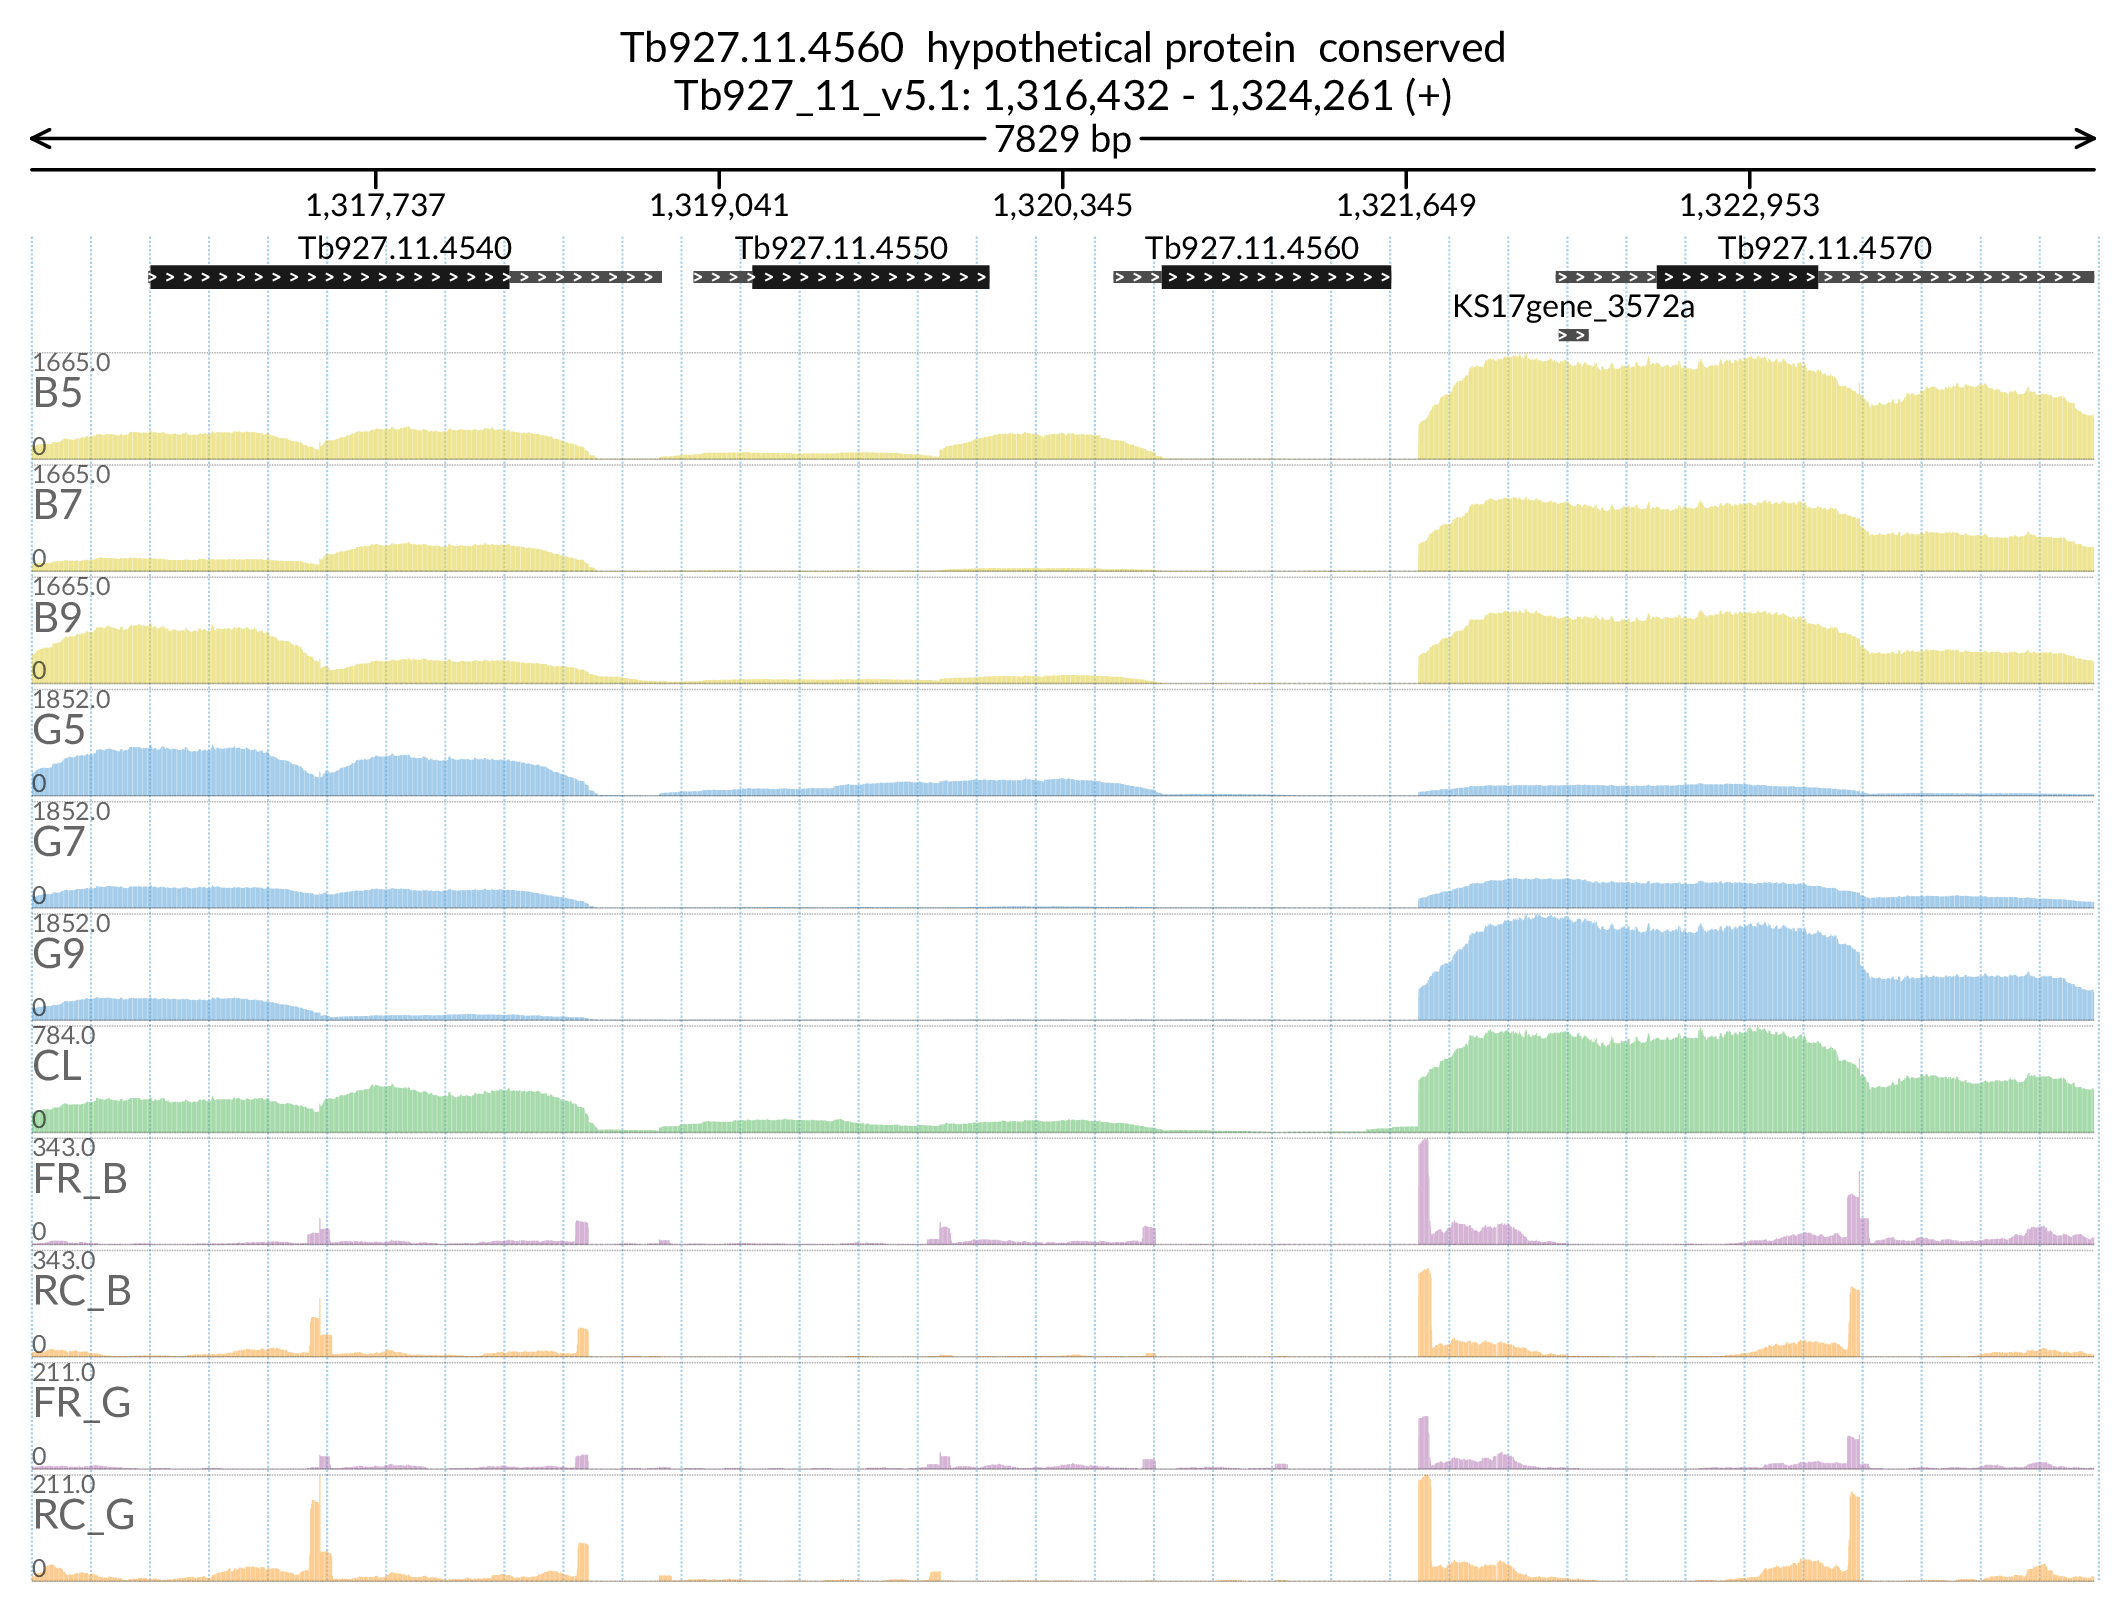 Tb927.11.4560  hypothetical protein  conserved
Tb927_11_v5.1: 1,316,432 - 1,324,261 (+)
7829 bp
1,317,737 1,319,041 1,320,345 1,321,649 1,322,953
Tb927.11.4540 Tb927.11.4550 Tb927.11.4560 Tb927.11.4570
KS17gene_3572a
1665.0
B5
0
1665.0
B7
0
1665.0
B9
0
1852.0
G5
0
1852.0
G7
0
1852.0
G9
0
784.0
CL
0
343.0
FR_B
0
343.0
RC_B
0
211.0
FR_G
0
211.0
RC_G
0